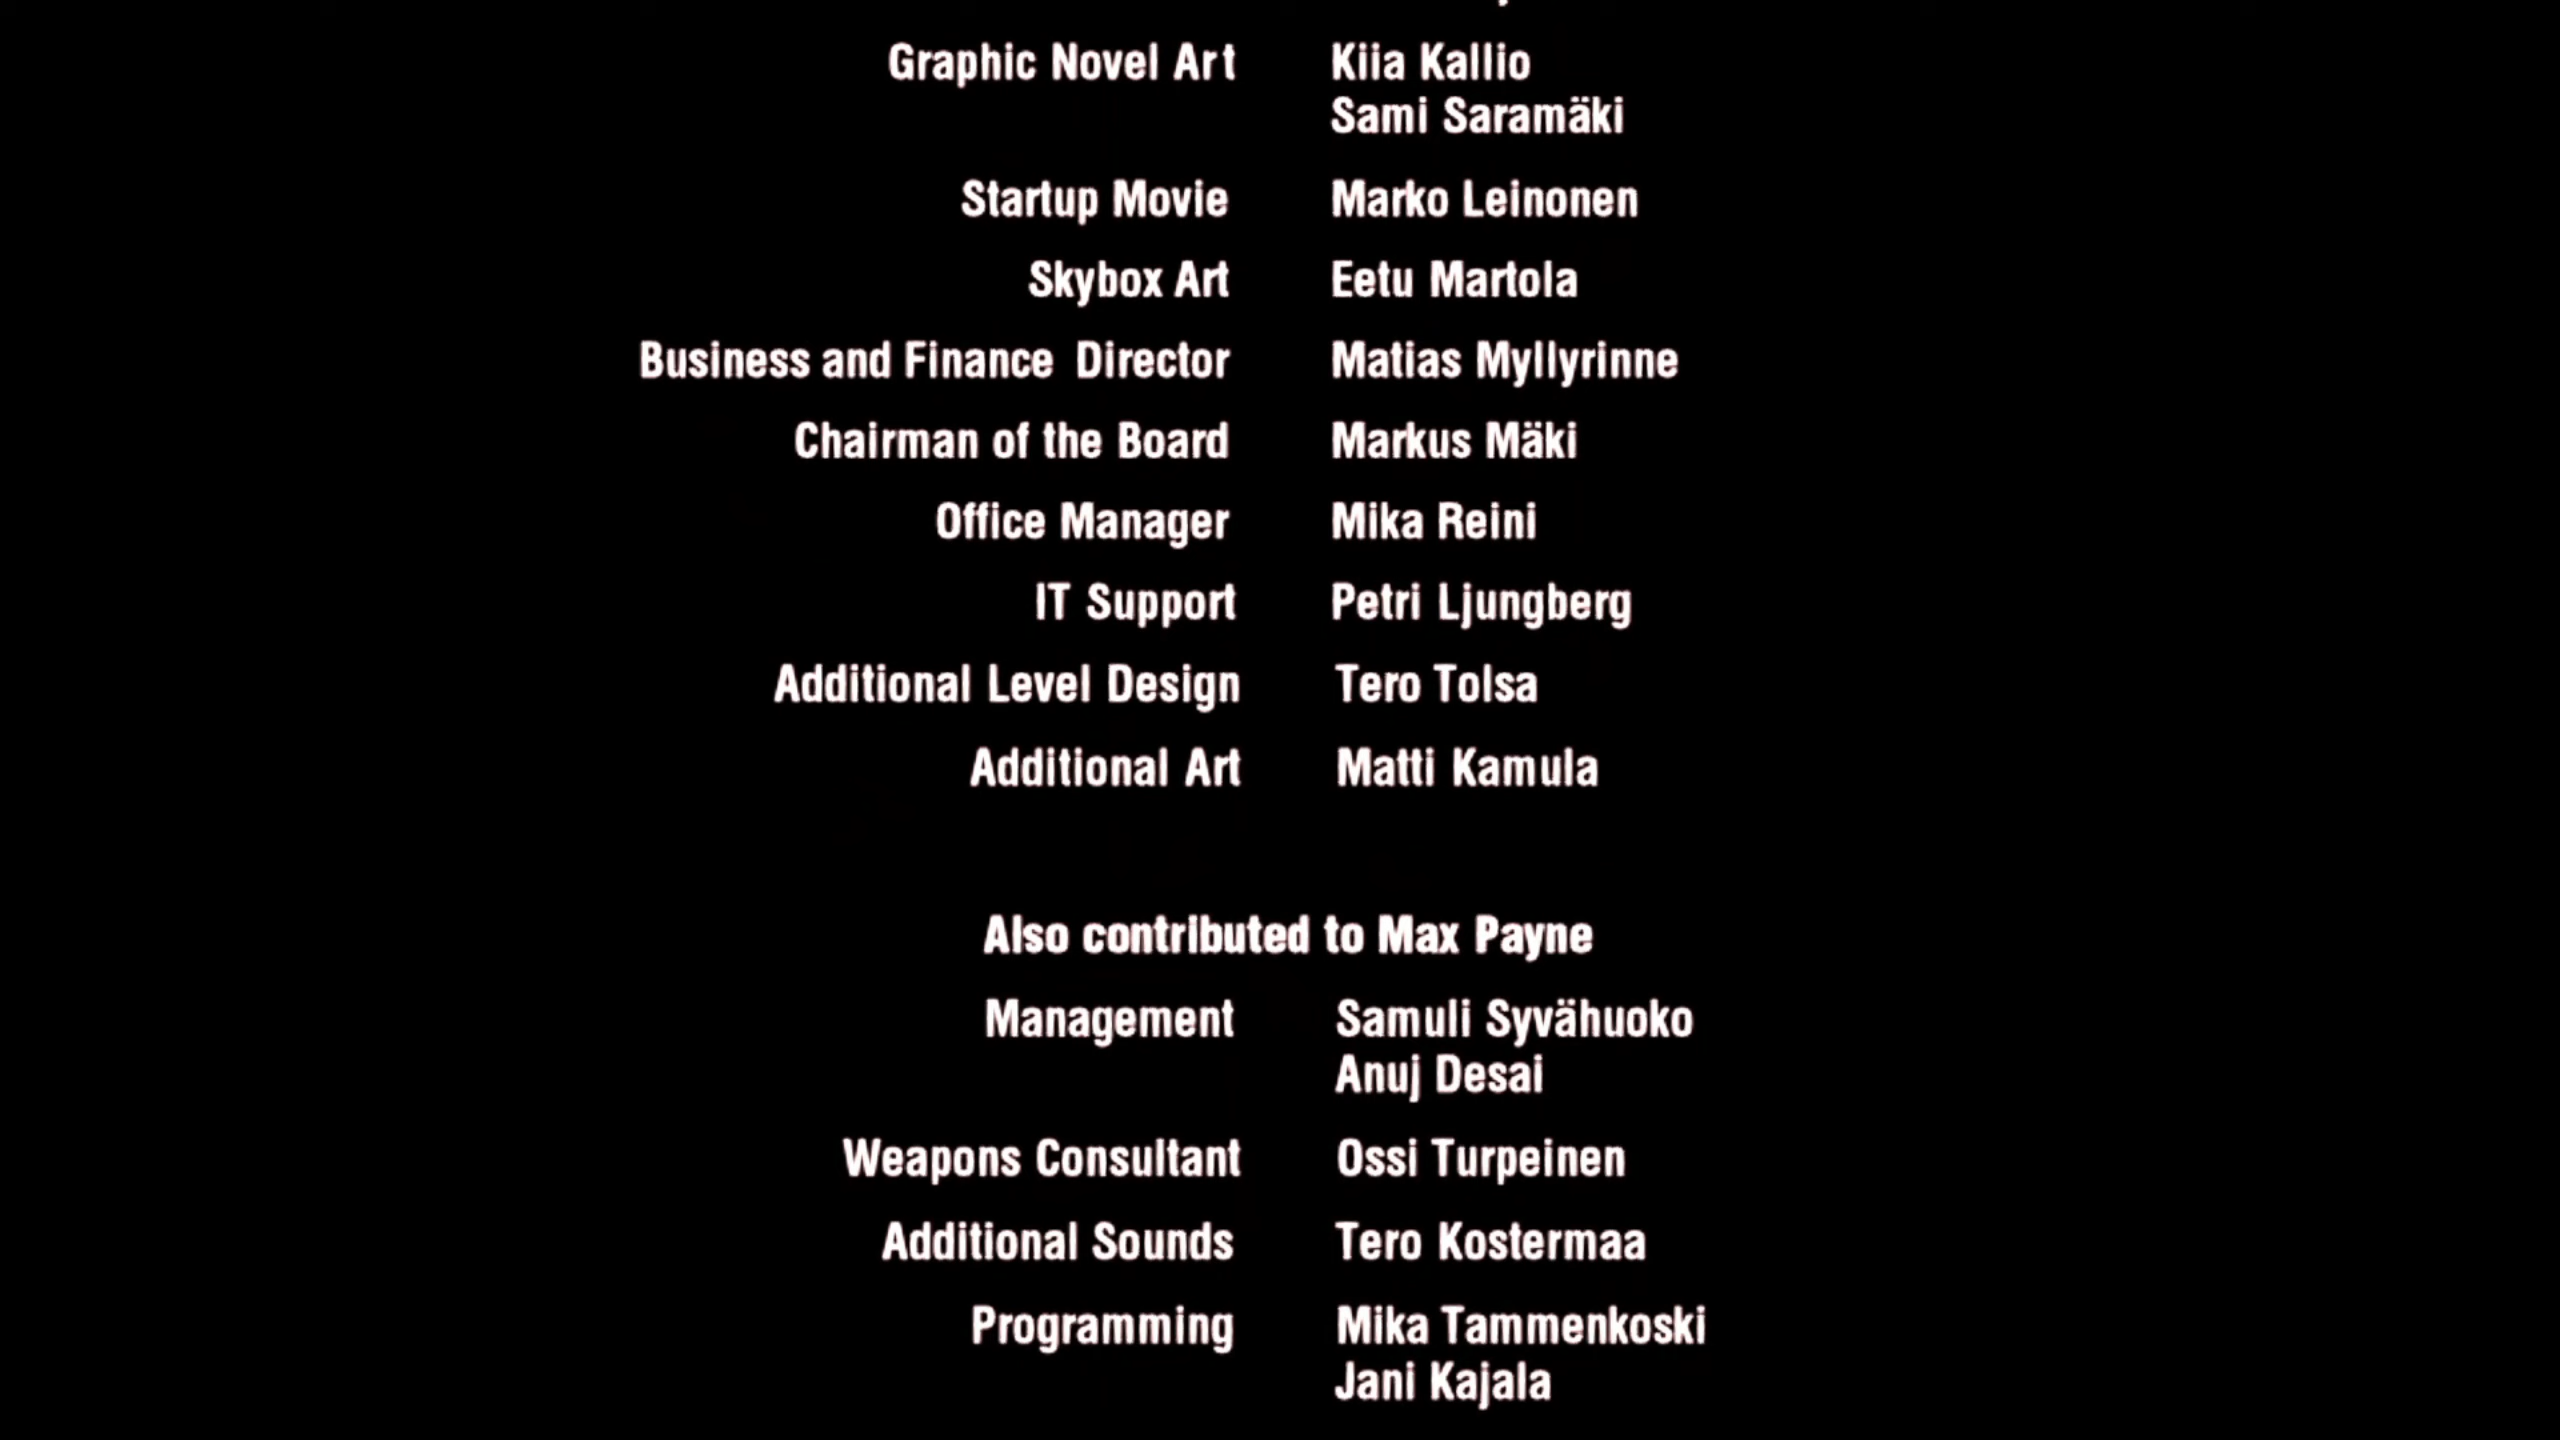 Graphic Novel Art Kiia Kallio
Sami Saramäki
Startup Movie Marko Leinonen
Skybox Art Eetu Martola
Business and Finance Director Matias Myllyrinne
Chairman of the Board Markus Mäki
Office Manager Mika Reini
IT Support Petri Ljungberg
Additional Level Design Tero Tolsa
Additional Art Matti Kamula
Also contributed to Max Payne
Management Samuli Syvähuoko
Anuj Desai
Weapons Consultant Ossi Turpeinen
Additional Sounds Tero Kostermaa
Programming Mika Tammenkoski
Jani Kajala